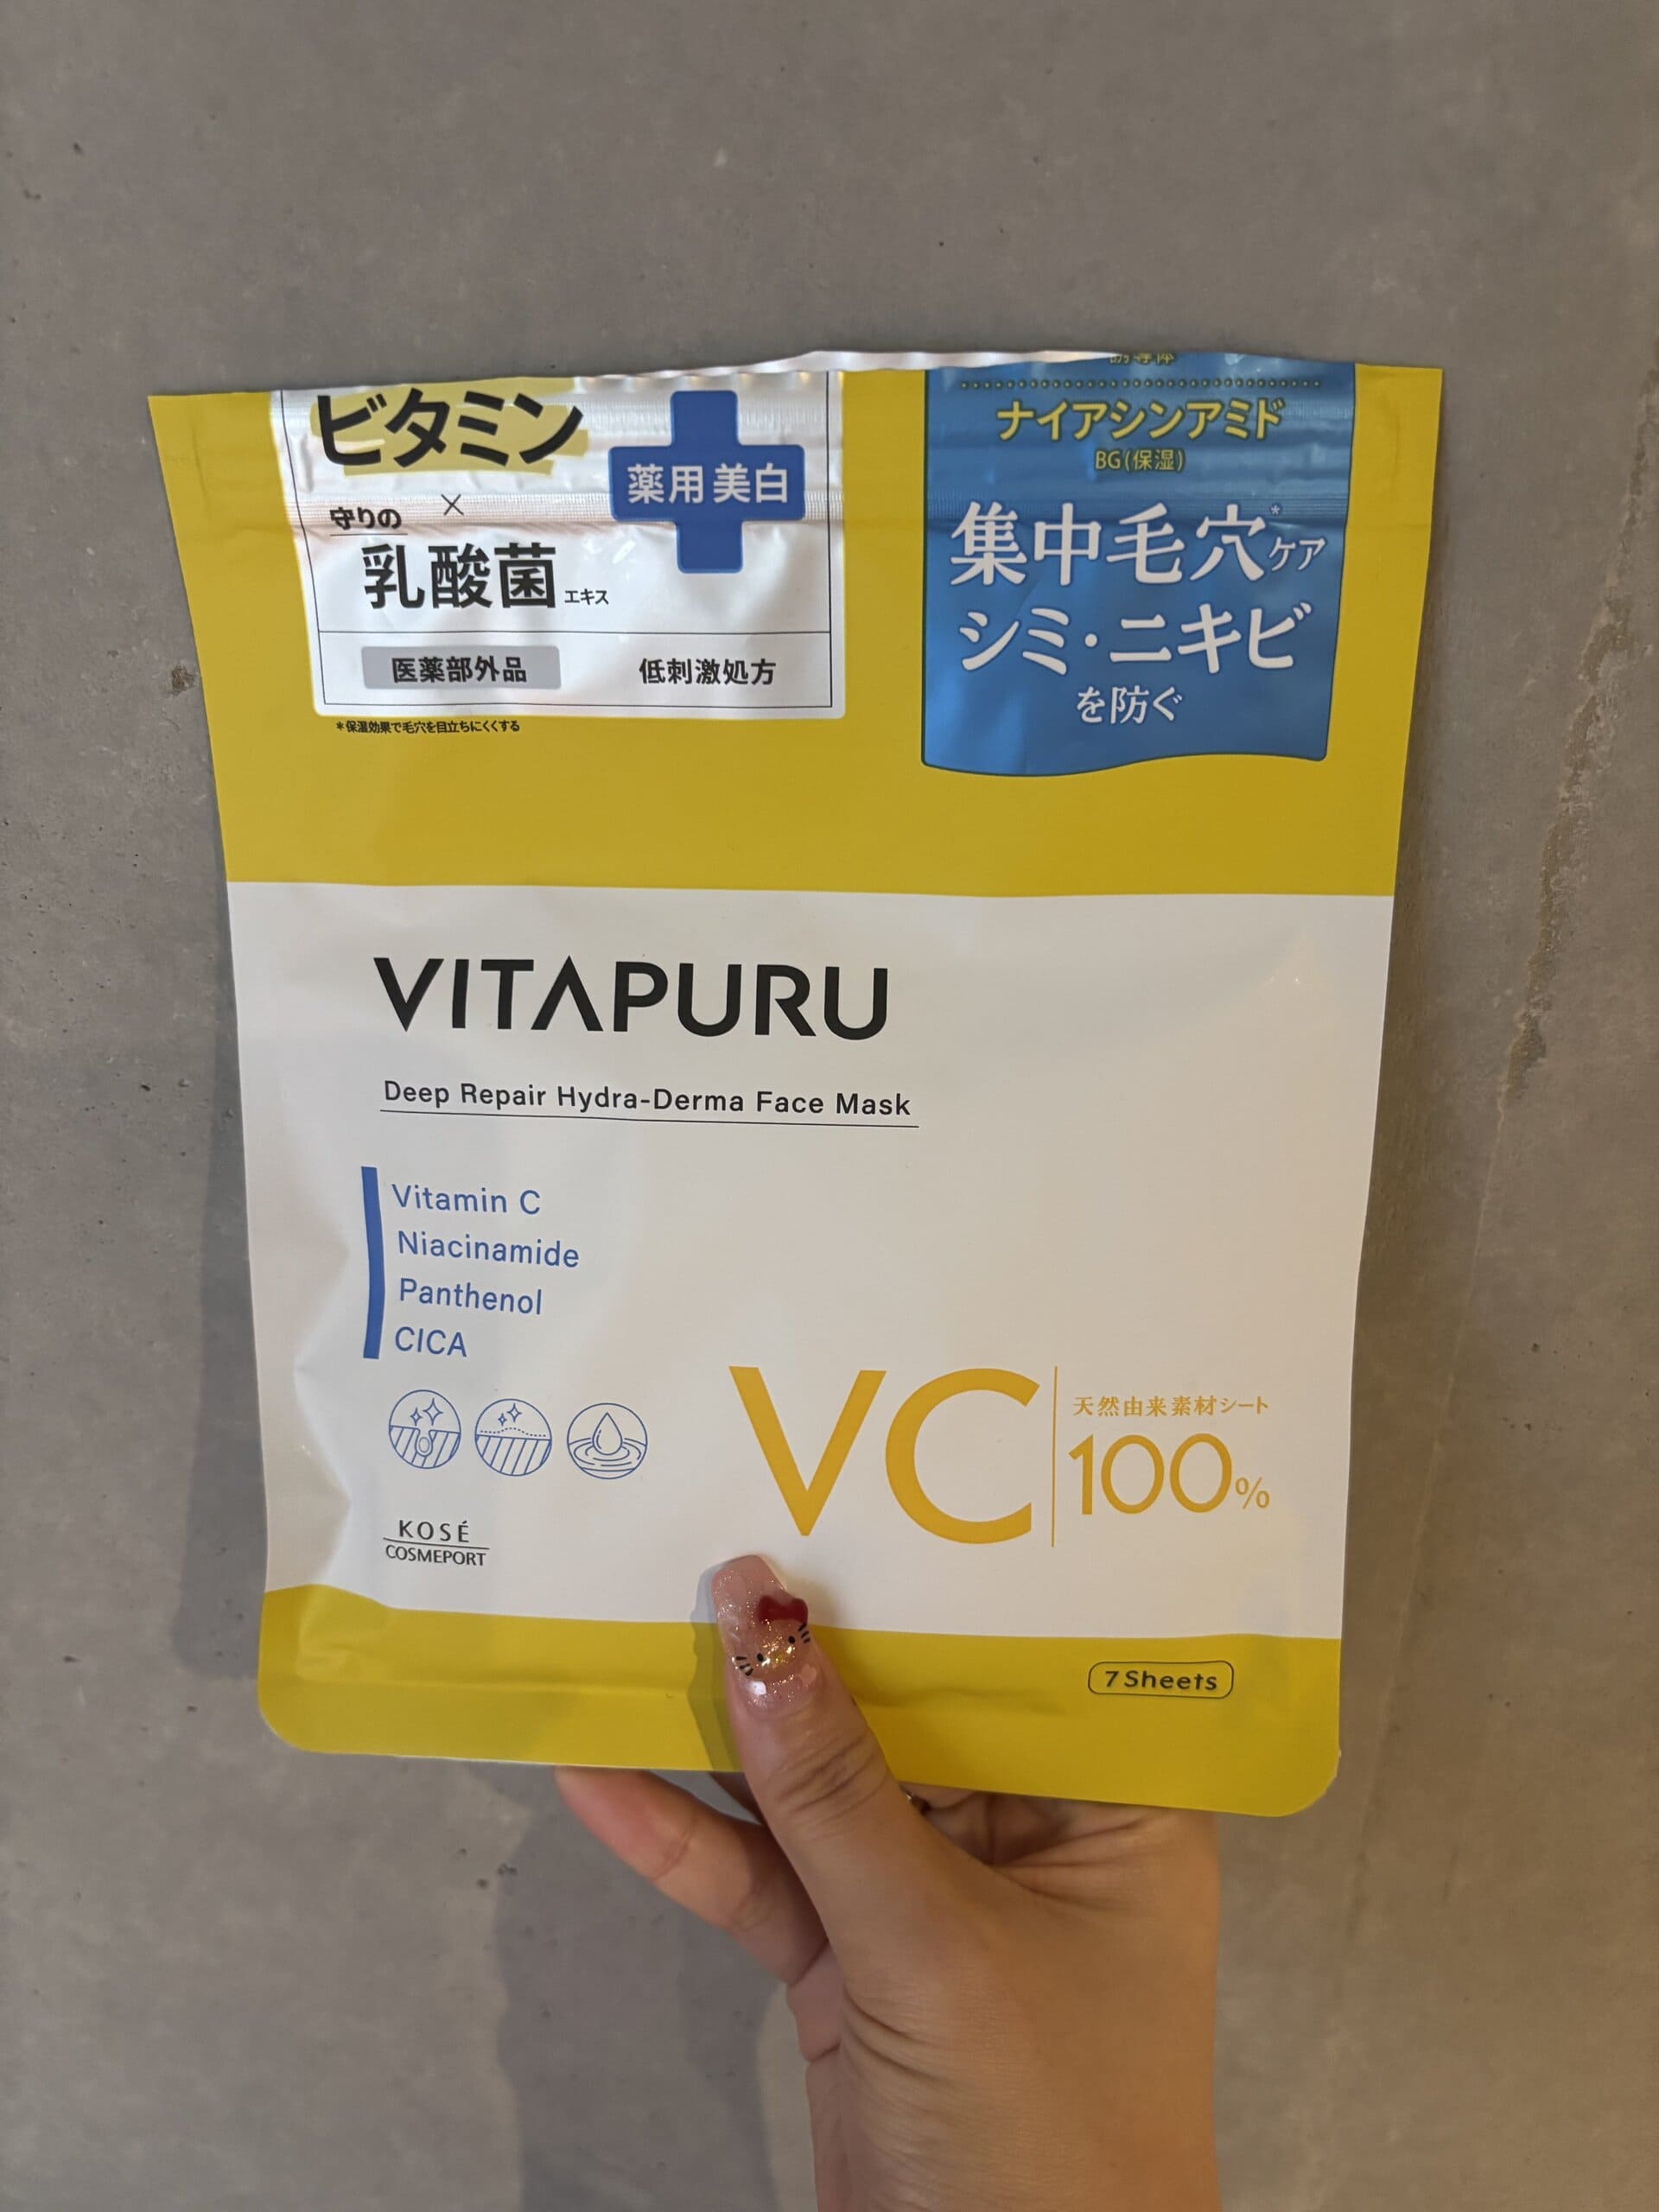 ビタミン
×
守りの
乳酸菌エキス
薬用美白
医薬部外品
低刺激処方
*保湿効果で毛穴を目立ちにくくする
誘導体
ナイアシンアミド
BG(保湿)
集中毛穴*ケア
シミ・ニキビ
を防ぐ
VITAPURU
Deep Repair Hydra-Derma Face Mask
Vitamin C
Niacinamide
Panthenol
CICA
VC
天然由来素材シート
100%
KOSÉ
COSMEPORT
7 Sheets